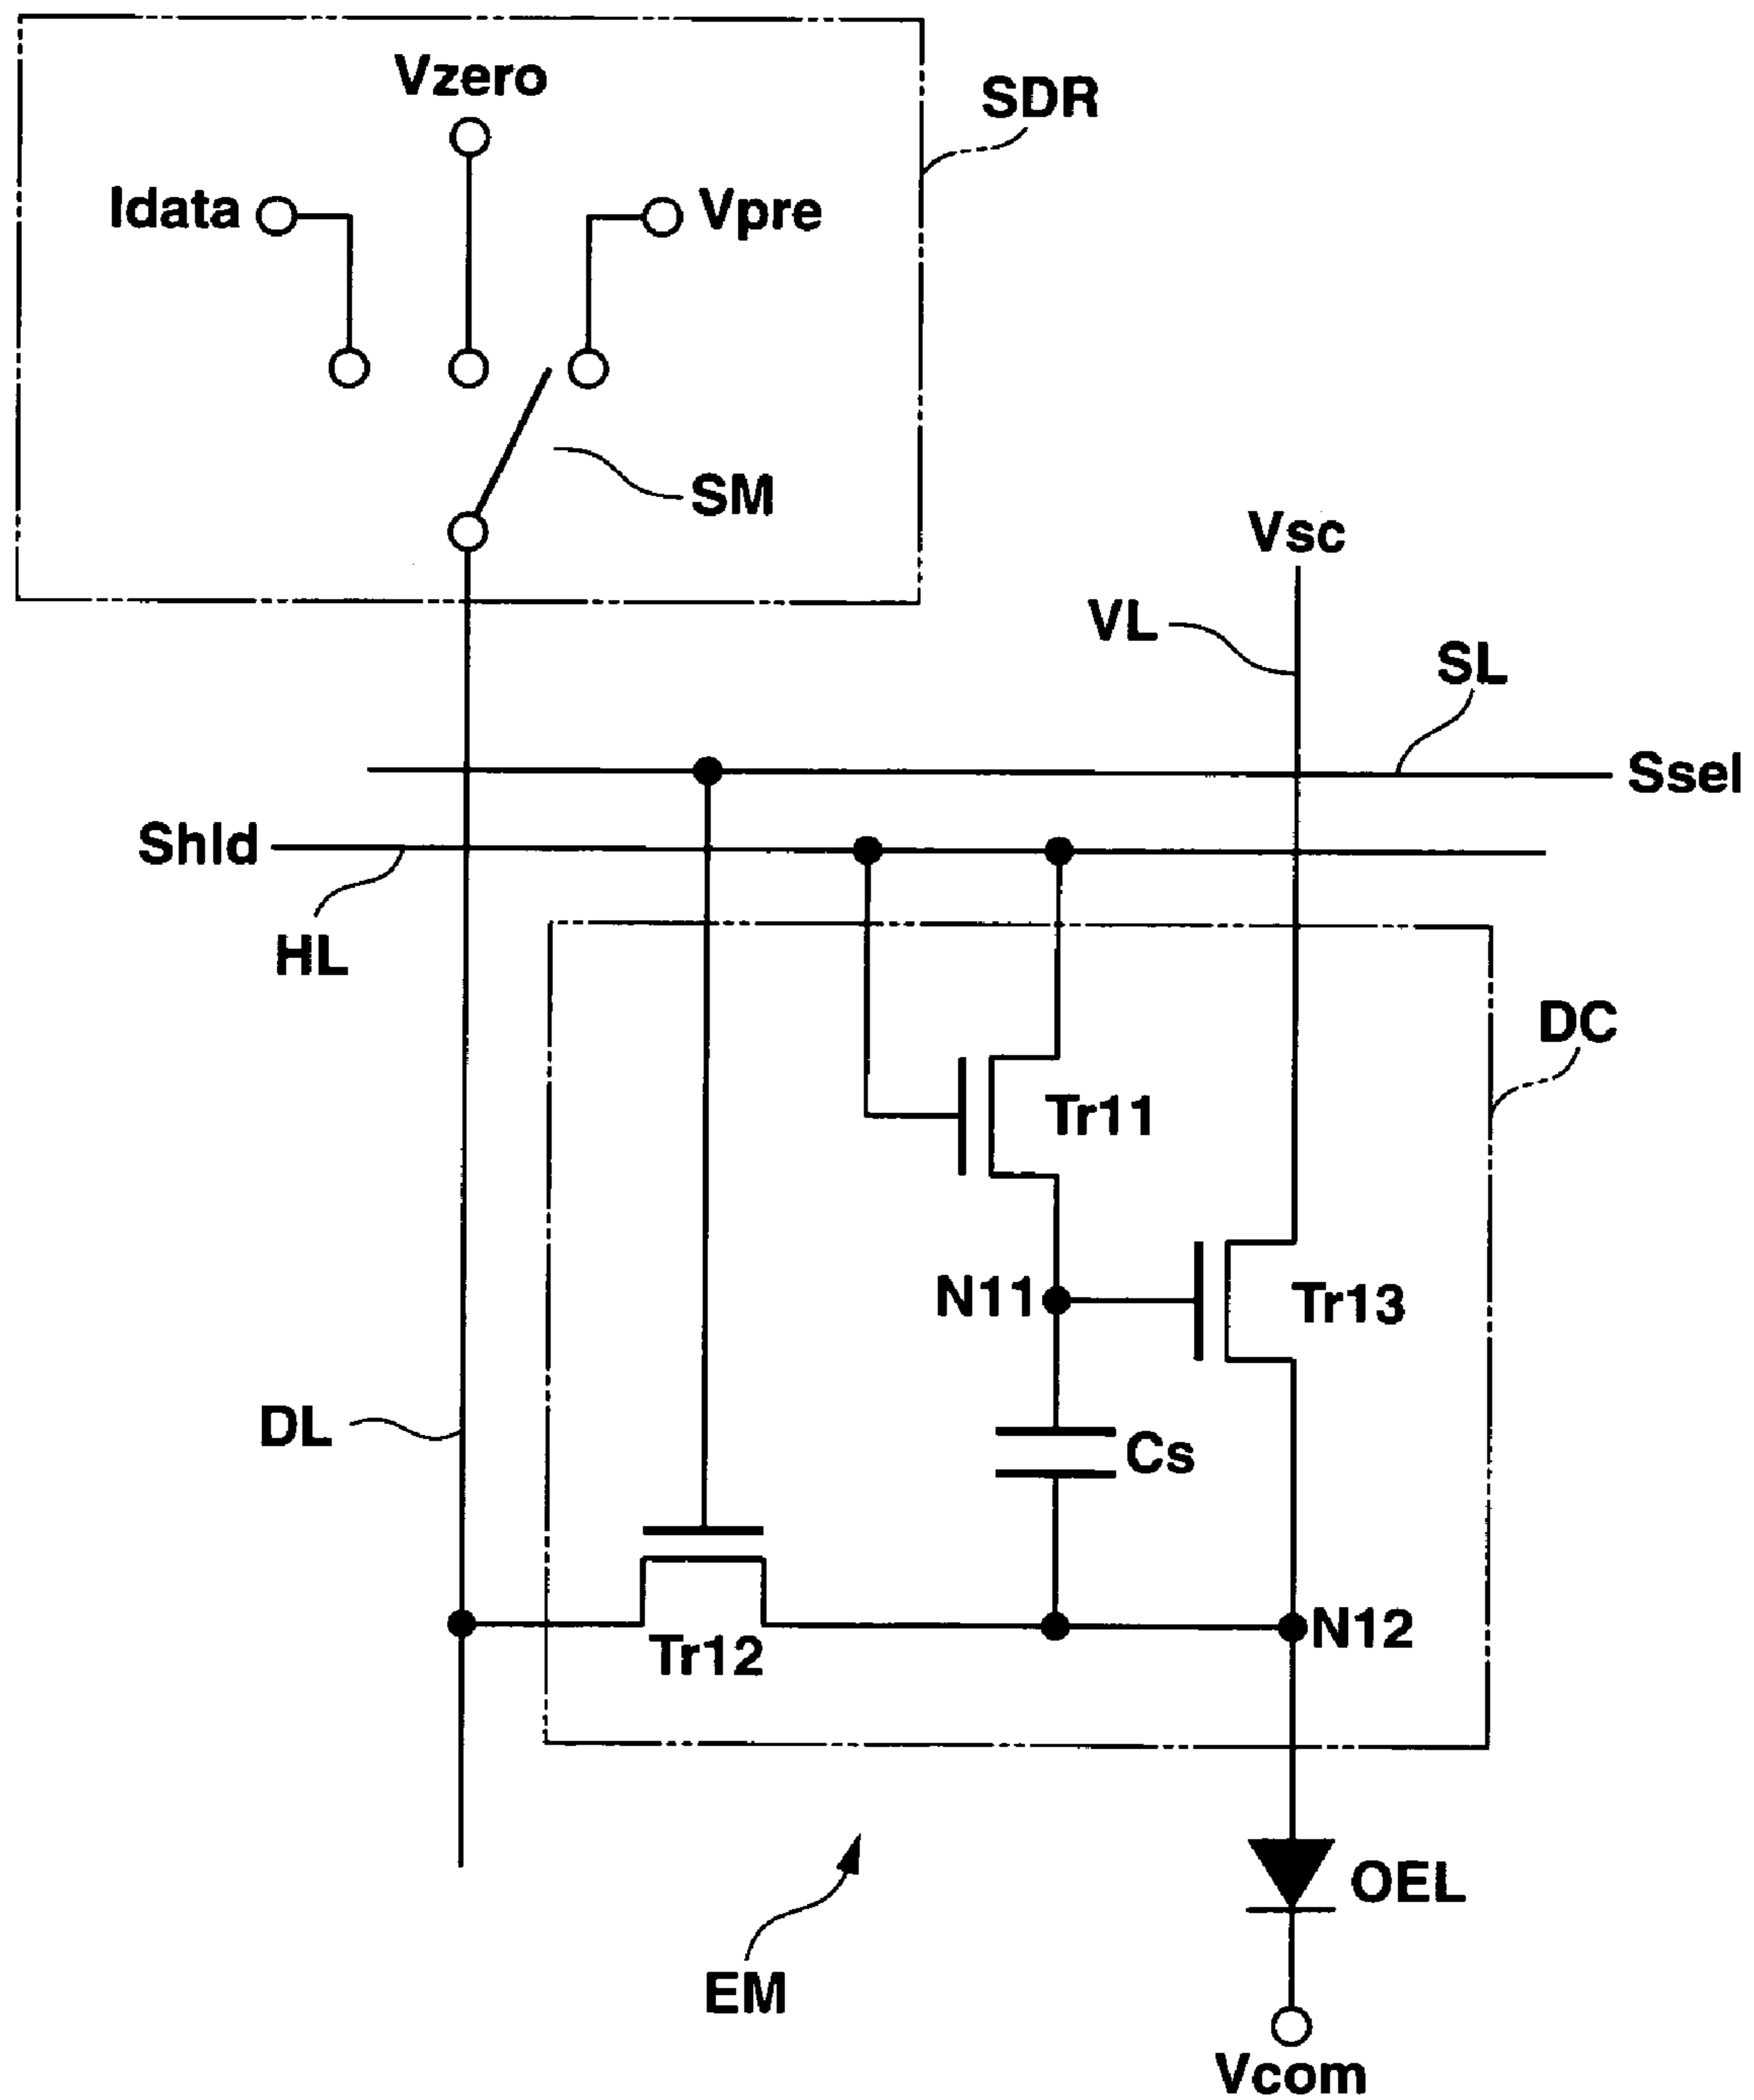 Vzero
SDR
Idata
Vpre
SM
Vsc
VL
SL
Ssel
Shld
HL
DC
Tr11
N11
Tr13
DL
Cs
Tr12
N12
OEL
EM
Vcom